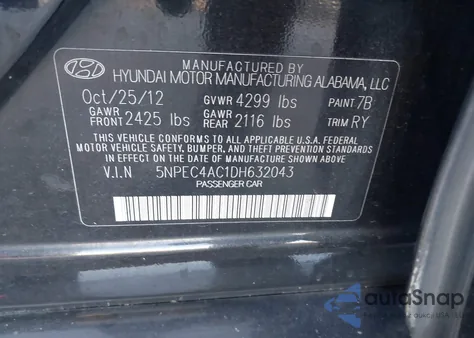 MANUFACTURED BY
HYUNDAI MOTOR MANUFACTURING ALABAMA, LLC
Oct/25/12 GVWR 4299 lbs PAINT 7B
GAWR FRONT 2425 lbs GAWR REAR 2116 lbs TRIM RY
THIS VEHICLE CONFORMS TO ALL APPLICABLE U.S.A. FEDERAL
MOTOR VEHICLE SAFETY, BUMPER, AND THEFT PREVENTION STANDARDS
IN EFFECT ON THE DATE OF MANUFACTURE SHOWN ABOVE.
V.I.N 5NPEC4AC1DH632043
PASSENGER CAR
autoSnap